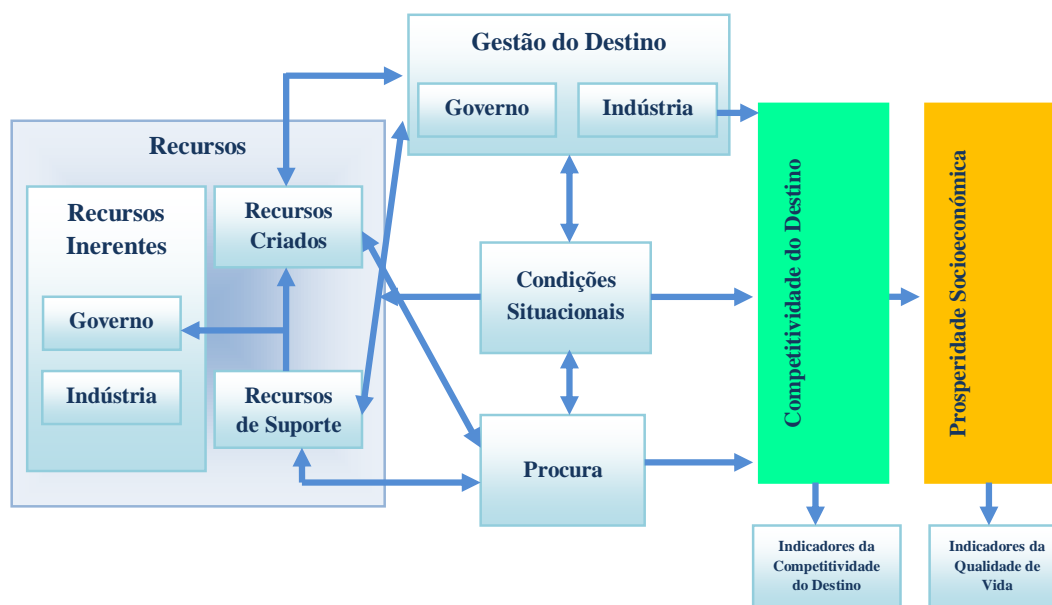 Gestão do Destino
Governo
Indústria
Recursos
Recursos
Inerentes
Governo
Indústria
Recursos
Criados
Recursos
de Suporte
Condições
Situacionais
Procura
Competitividade do Destino
Prosperidade Socioeconómica
Indicadores da
Competitividade
do Destino
Indicadores da
Qualidade de
Vida